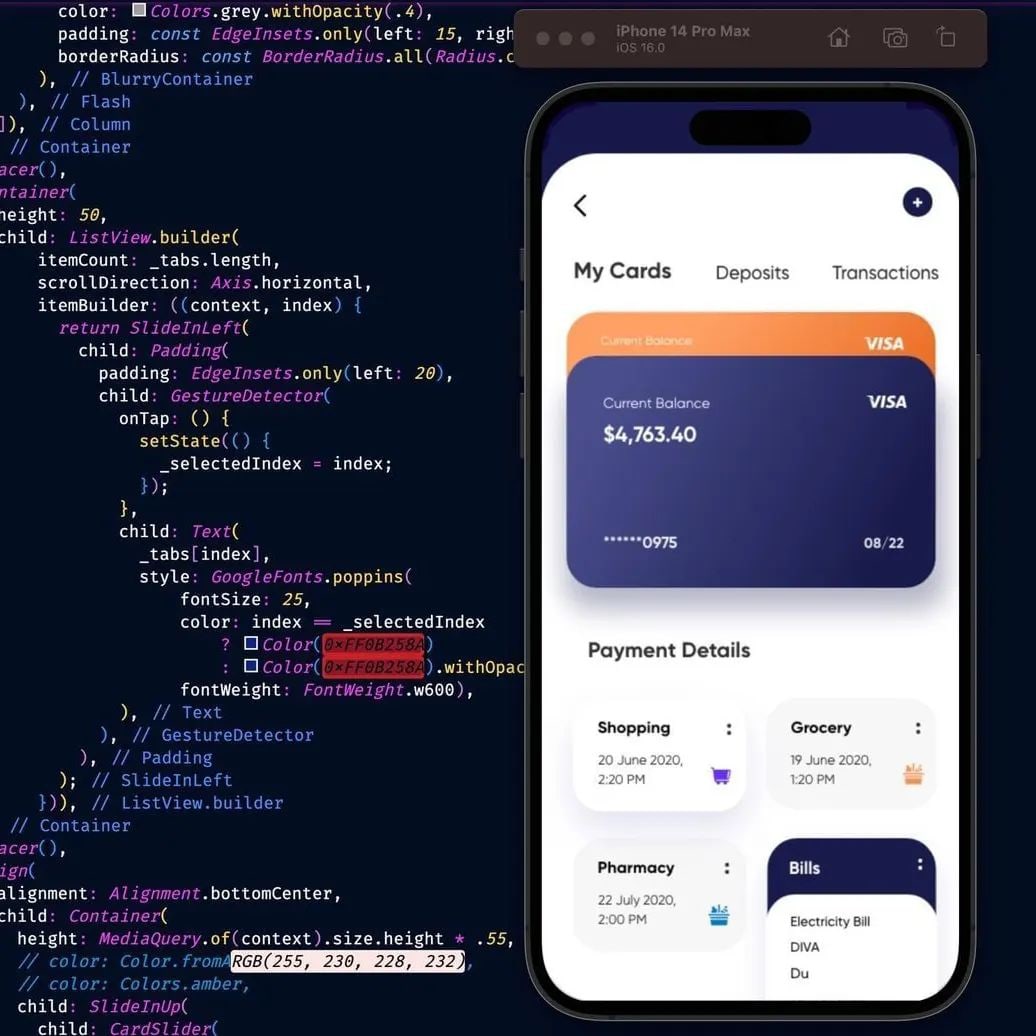 color: Colors.grey.withOpacity(.4),
padding: const EdgeInsets.only(left: 15, righ
borderRadius: const BorderRadius.all(Radius.c
), // BlurryContainer
), // Flash
]), // Column
// Container
acer(),
ntainer(
height: 50,
child: ListView.builder(
itemCount: _tabs.length,
scrollDirection: Axis.horizontal,
itemBuilder: ((context, index) {
return SlideInLeft(
child: Padding(
padding: EdgeInsets.only(left: 20),
child: GestureDetector(
onTap: () {
setState(() {
_selectedIndex = index;
});
},
child: Text(
_tabs[index],
style: GoogleFonts.poppins(
fontSize: 25,
color: index == _selectedIndex
? Color(0xFF0B258A)
: Color(0xFF0B258A).withOpac
fontWeight: FontWeight.w600),
), // Text
), // GestureDetector
), // Padding
); // SlideInLeft
})), // ListView.builder
// Container
acer(),
ign(
alignment: Alignment.bottomCenter,
child: Container(
height: MediaQuery.of(context).size.height * .55,
// color: Color.fromARGB(255, 230, 228, 232),
// color: Colors.amber,
child: SlideInUp(
child: CardSlider(
iPhone 14 Pro Max
iOS 16.0
My Cards Deposits Transactions
Current Balance VISA
Current Balance VISA
$4,763.40
******0975 08/22
Payment Details
Shopping
20 June 2020,
2:20 PM
Grocery
19 June 2020,
1:20 PM
Pharmacy
22 July 2020,
2:00 PM
Bills
Electricity Bill
DIVA
Du